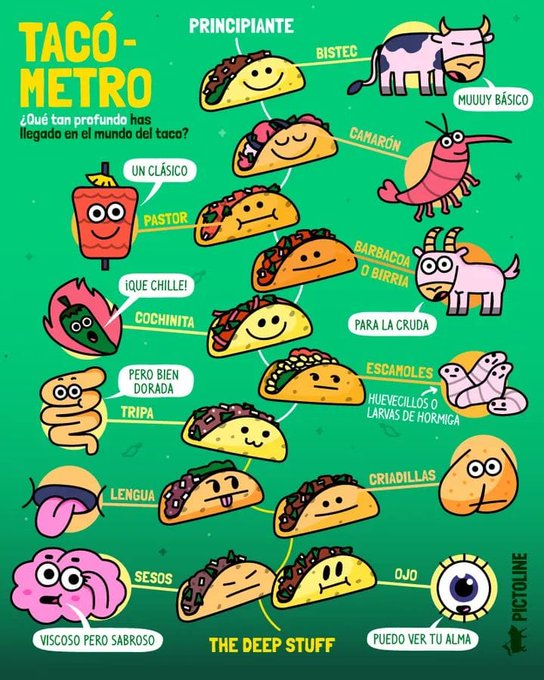 TACÓ-
METRO
¿Qué tan profundo has
llegado en el mundo del taco?
PRINCIPIANTE
BISTEC
MUUUY BÁSICO
CAMARÓN
UN CLÁSICO
PASTOR
BARBACOA
O BIRRIA
PARA LA CRUDA
¡QUE CHILLE!
COCHINITA
ESCAMOLES
HUEVECILLOS O
LARVAS DE HORMIGA
PERO BIEN
DORADA
TRIPA
CRIADILLAS
LENGUA
SESOS
VISCOSO PERO SABROSO
OJO
PUEDO VER TU ALMA
THE DEEP STUFF
PICTOLINE